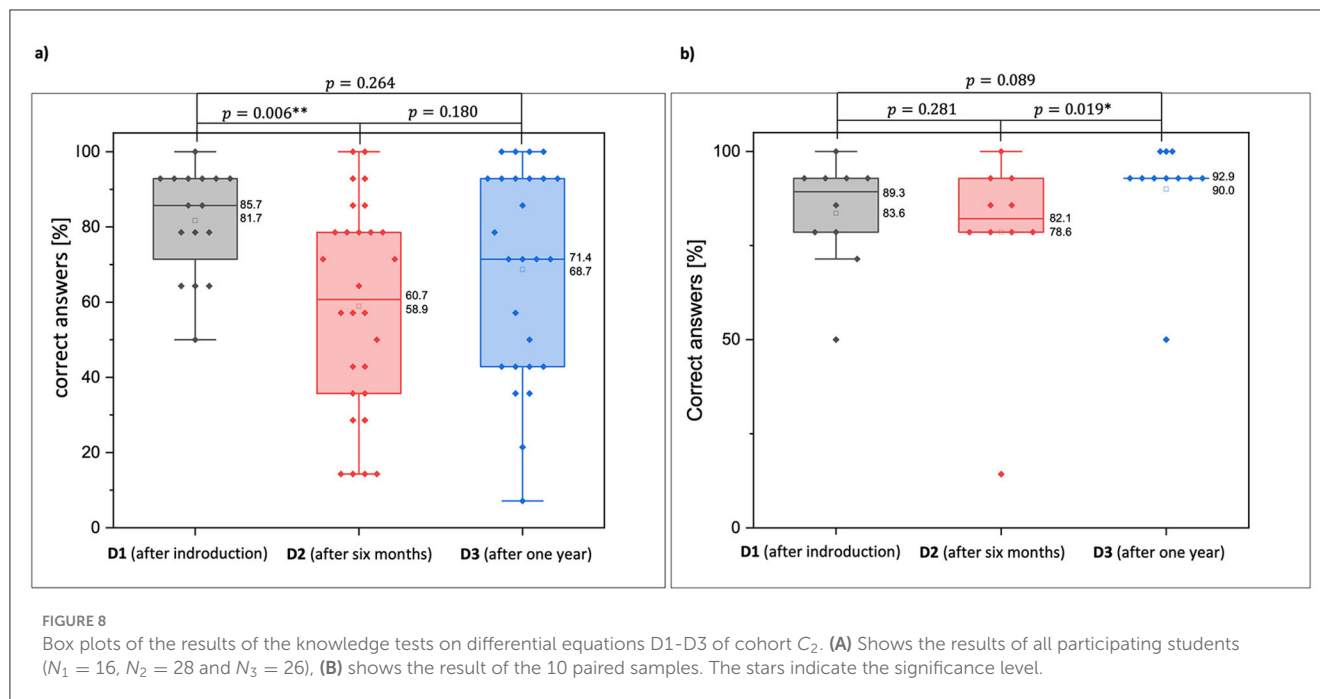 a)
p = 0.264
p = 0.006**
p = 0.180
correct answers [%]
100
80
60
40
20
0
85.7
81.7
60.7
58.9
71.4
68.7
D1 (after indroduction)
D2 (after six months)
D3 (after one year)
b)
p = 0.089
p = 0.281
p = 0.019*
Correct answers [%]
100
50
0
89.3
83.6
82.1
78.6
92.9
90.0
D1 (after indroduction)
D2 (after six months)
D3 (after one year)
FIGURE 8
Box plots of the results of the knowledge tests on differential equations D1-D3 of cohort C₂. (A) Shows the results of all participating students
(N₁ = 16, N₂ = 28 and N₃ = 26), (B) shows the result of the 10 paired samples. The stars indicate the significance level.